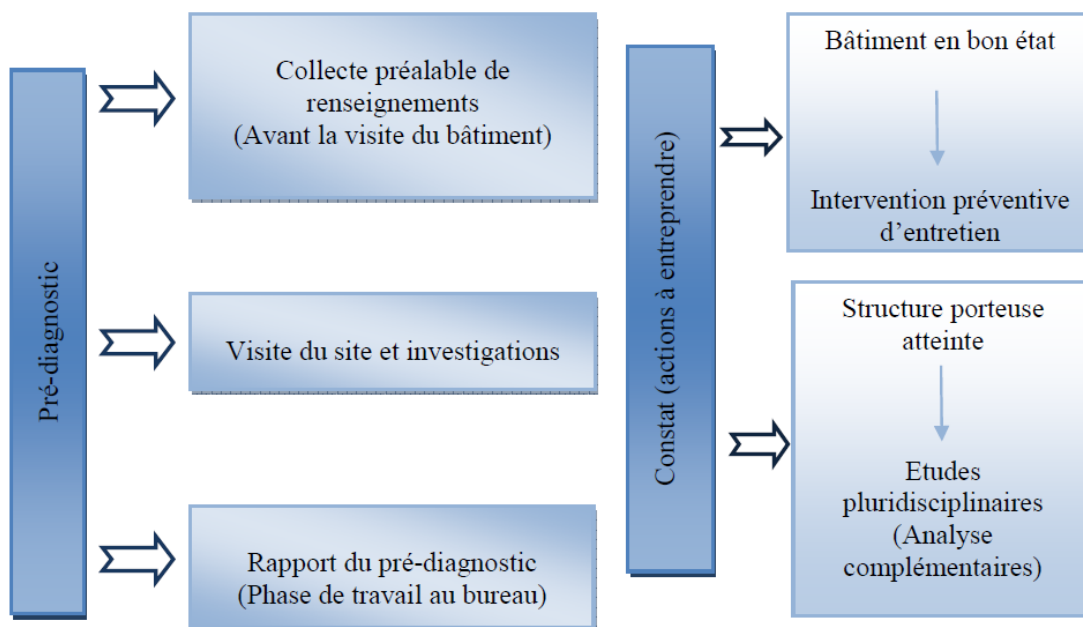 Pré-diagnostic
Collecte préalable de
renseignements
(Avant la visite du bâtiment)
Visite du site et investigations
Rapport du pré-diagnostic
(Phase de travail au bureau)
Constat (actions à entreprendre)
Bâtiment en bon état
Intervention préventive
d’entretien
Structure porteuse
atteinte
Etudes
pluridisciplinaires
(Analyse
complémentaires)